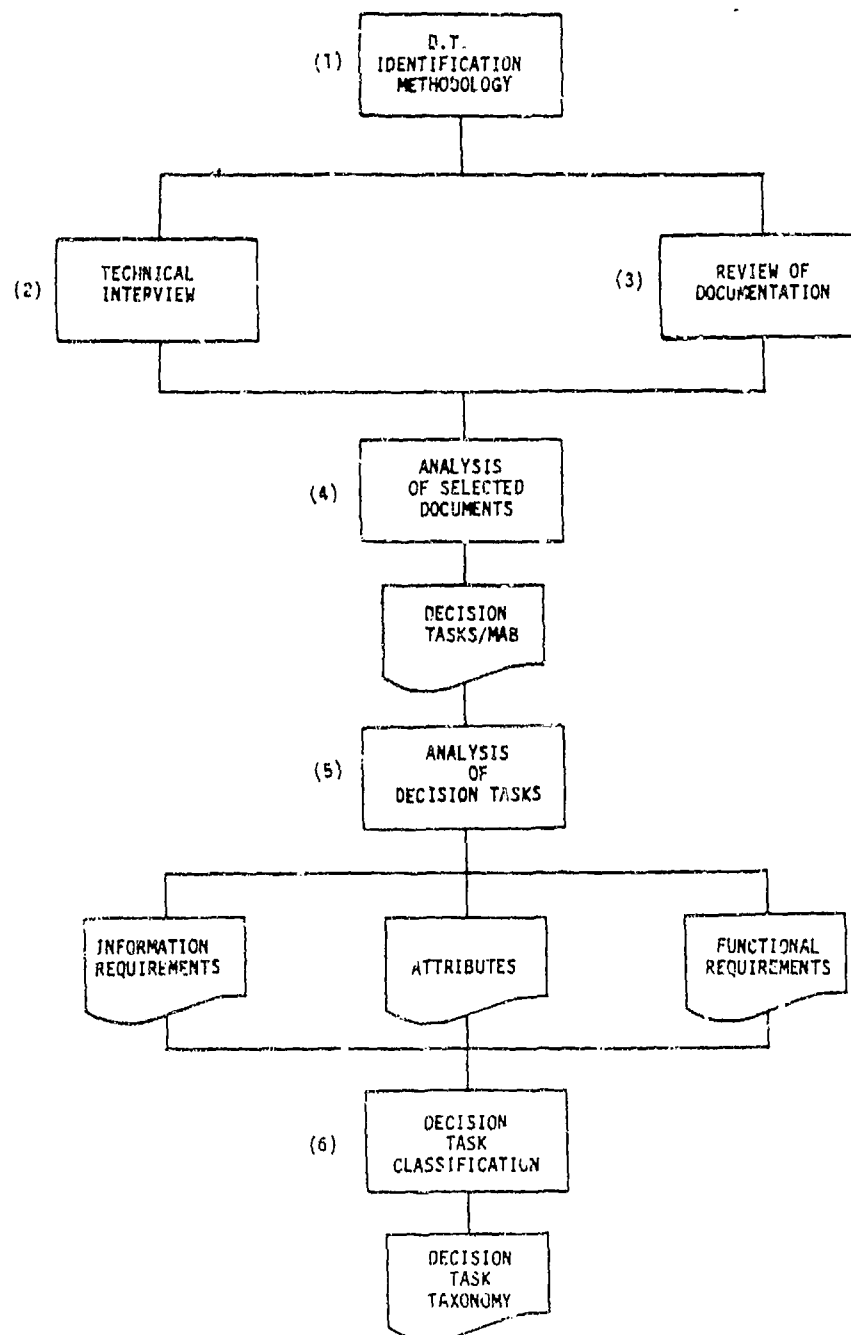 D.T.
(1) IDENTIFICATION
METHODOLOGY
(2) TECHNICAL
INTERVIEW
(3) REVIEW OF
DOCUMENTATION
(4) ANALYSIS
OF SELECTED
DOCUMENTS
DECISION
TASKS/MAB
(5) ANALYSIS
OF
DECISION TASKS
INFORMATION
REQUIREMENTS
ATTRIBUTES
FUNCTIONAL
REQUIREMENTS
(6) DECISION
TASK
CLASSIFICATION
DECISION
TASK
TAXONOMY